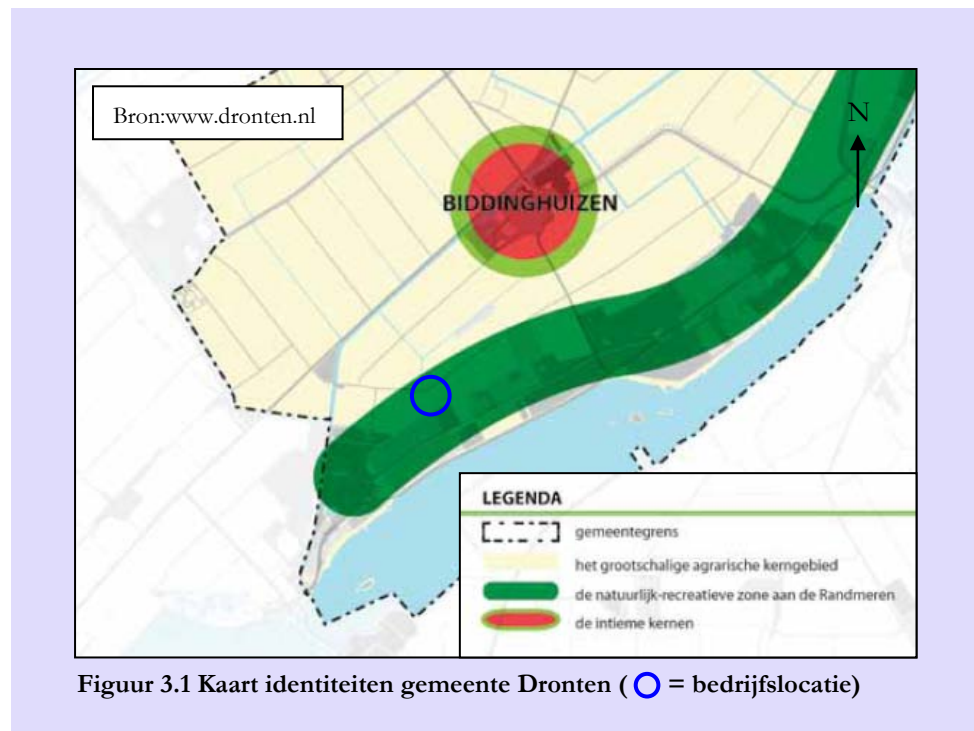 Bron:www.dronten.nl
N
BIDDINGHUIZEN
LEGENDA
gemeentegrens
het grootschalige agrarische kerngebied
de natuurlijk-recreatieve zone aan de Randmeren
de intieme kernen
Figuur 3.1 Kaart identiteiten gemeente Dronten ( = bedrijfslocatie)